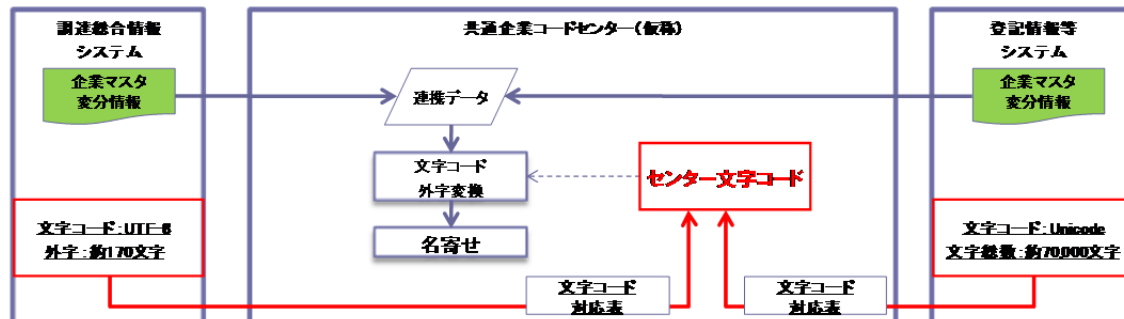 調達総合情報
システム
企業マスタ
変分情報
文字コード:UTF-8
外字:約170文字
共通企業コードセンター(仮称)
連携データ
文字コード
外字変換
名寄せ
センター文字コード
文字コード
対応表
文字コード
対応表
登記情報等
システム
企業マスタ
変分情報
文字コード:Unicode
文字総数:約70,000文字